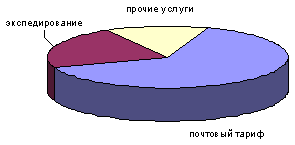 прочие услуги
экспедирование
почтовый тариф